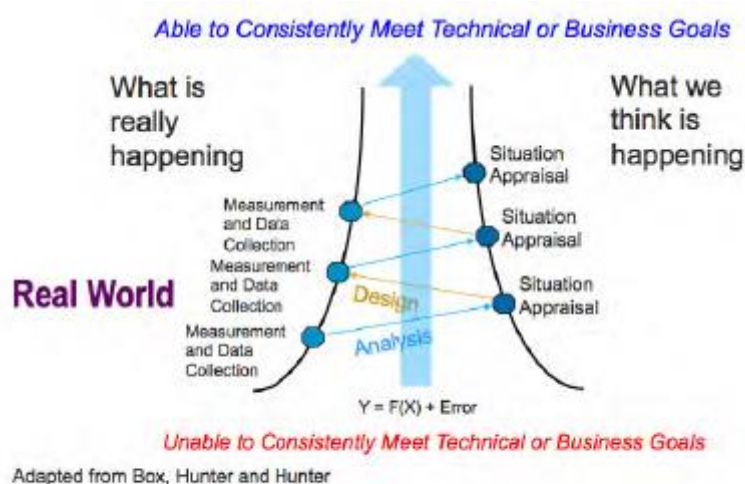 Able to Consistently Meet Technical or Business Goals
What is
really
happening
What we
think is
happening
Situation
Appraisal
Measurement
and Data
Collection
Situation
Appraisal
Real World
Measurement
and Data
Collection
Design
Situation
Appraisal
Measurement
and Data
Collection
Analysis
Y = F(X) + Error
Unable to Consistently Meet Technical or Business Goals
Adapted from Box, Hunter and Hunter